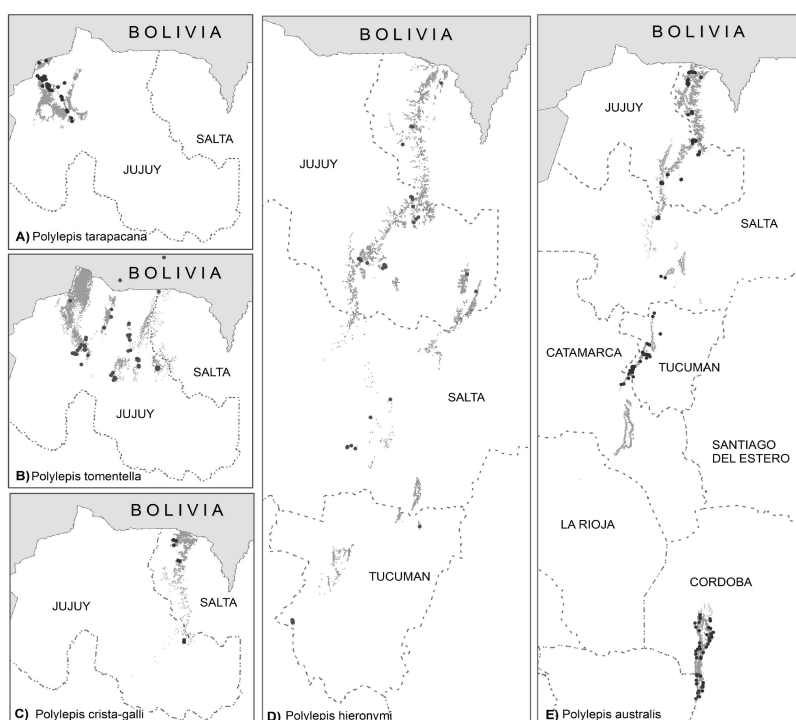 BOLIVIA
SALTA
JUJUY
A) Polylepis tarapacana
BOLIVIA
SALTA
JUJUY
B) Polylepis tomentella
BOLIVIA
JUJUY
SALTA
C) Polylepis crista-galli
BOLIVIA
JUJUY
SALTA
TUCUMAN
D) Polylepis hieronymi
BOLIVIA
JUJUY
SALTA
CATAMARCA
TUCUMAN
SANTIAGO
DEL ESTERO
LA RIOJA
CORDOBA
E) Polylepis australis